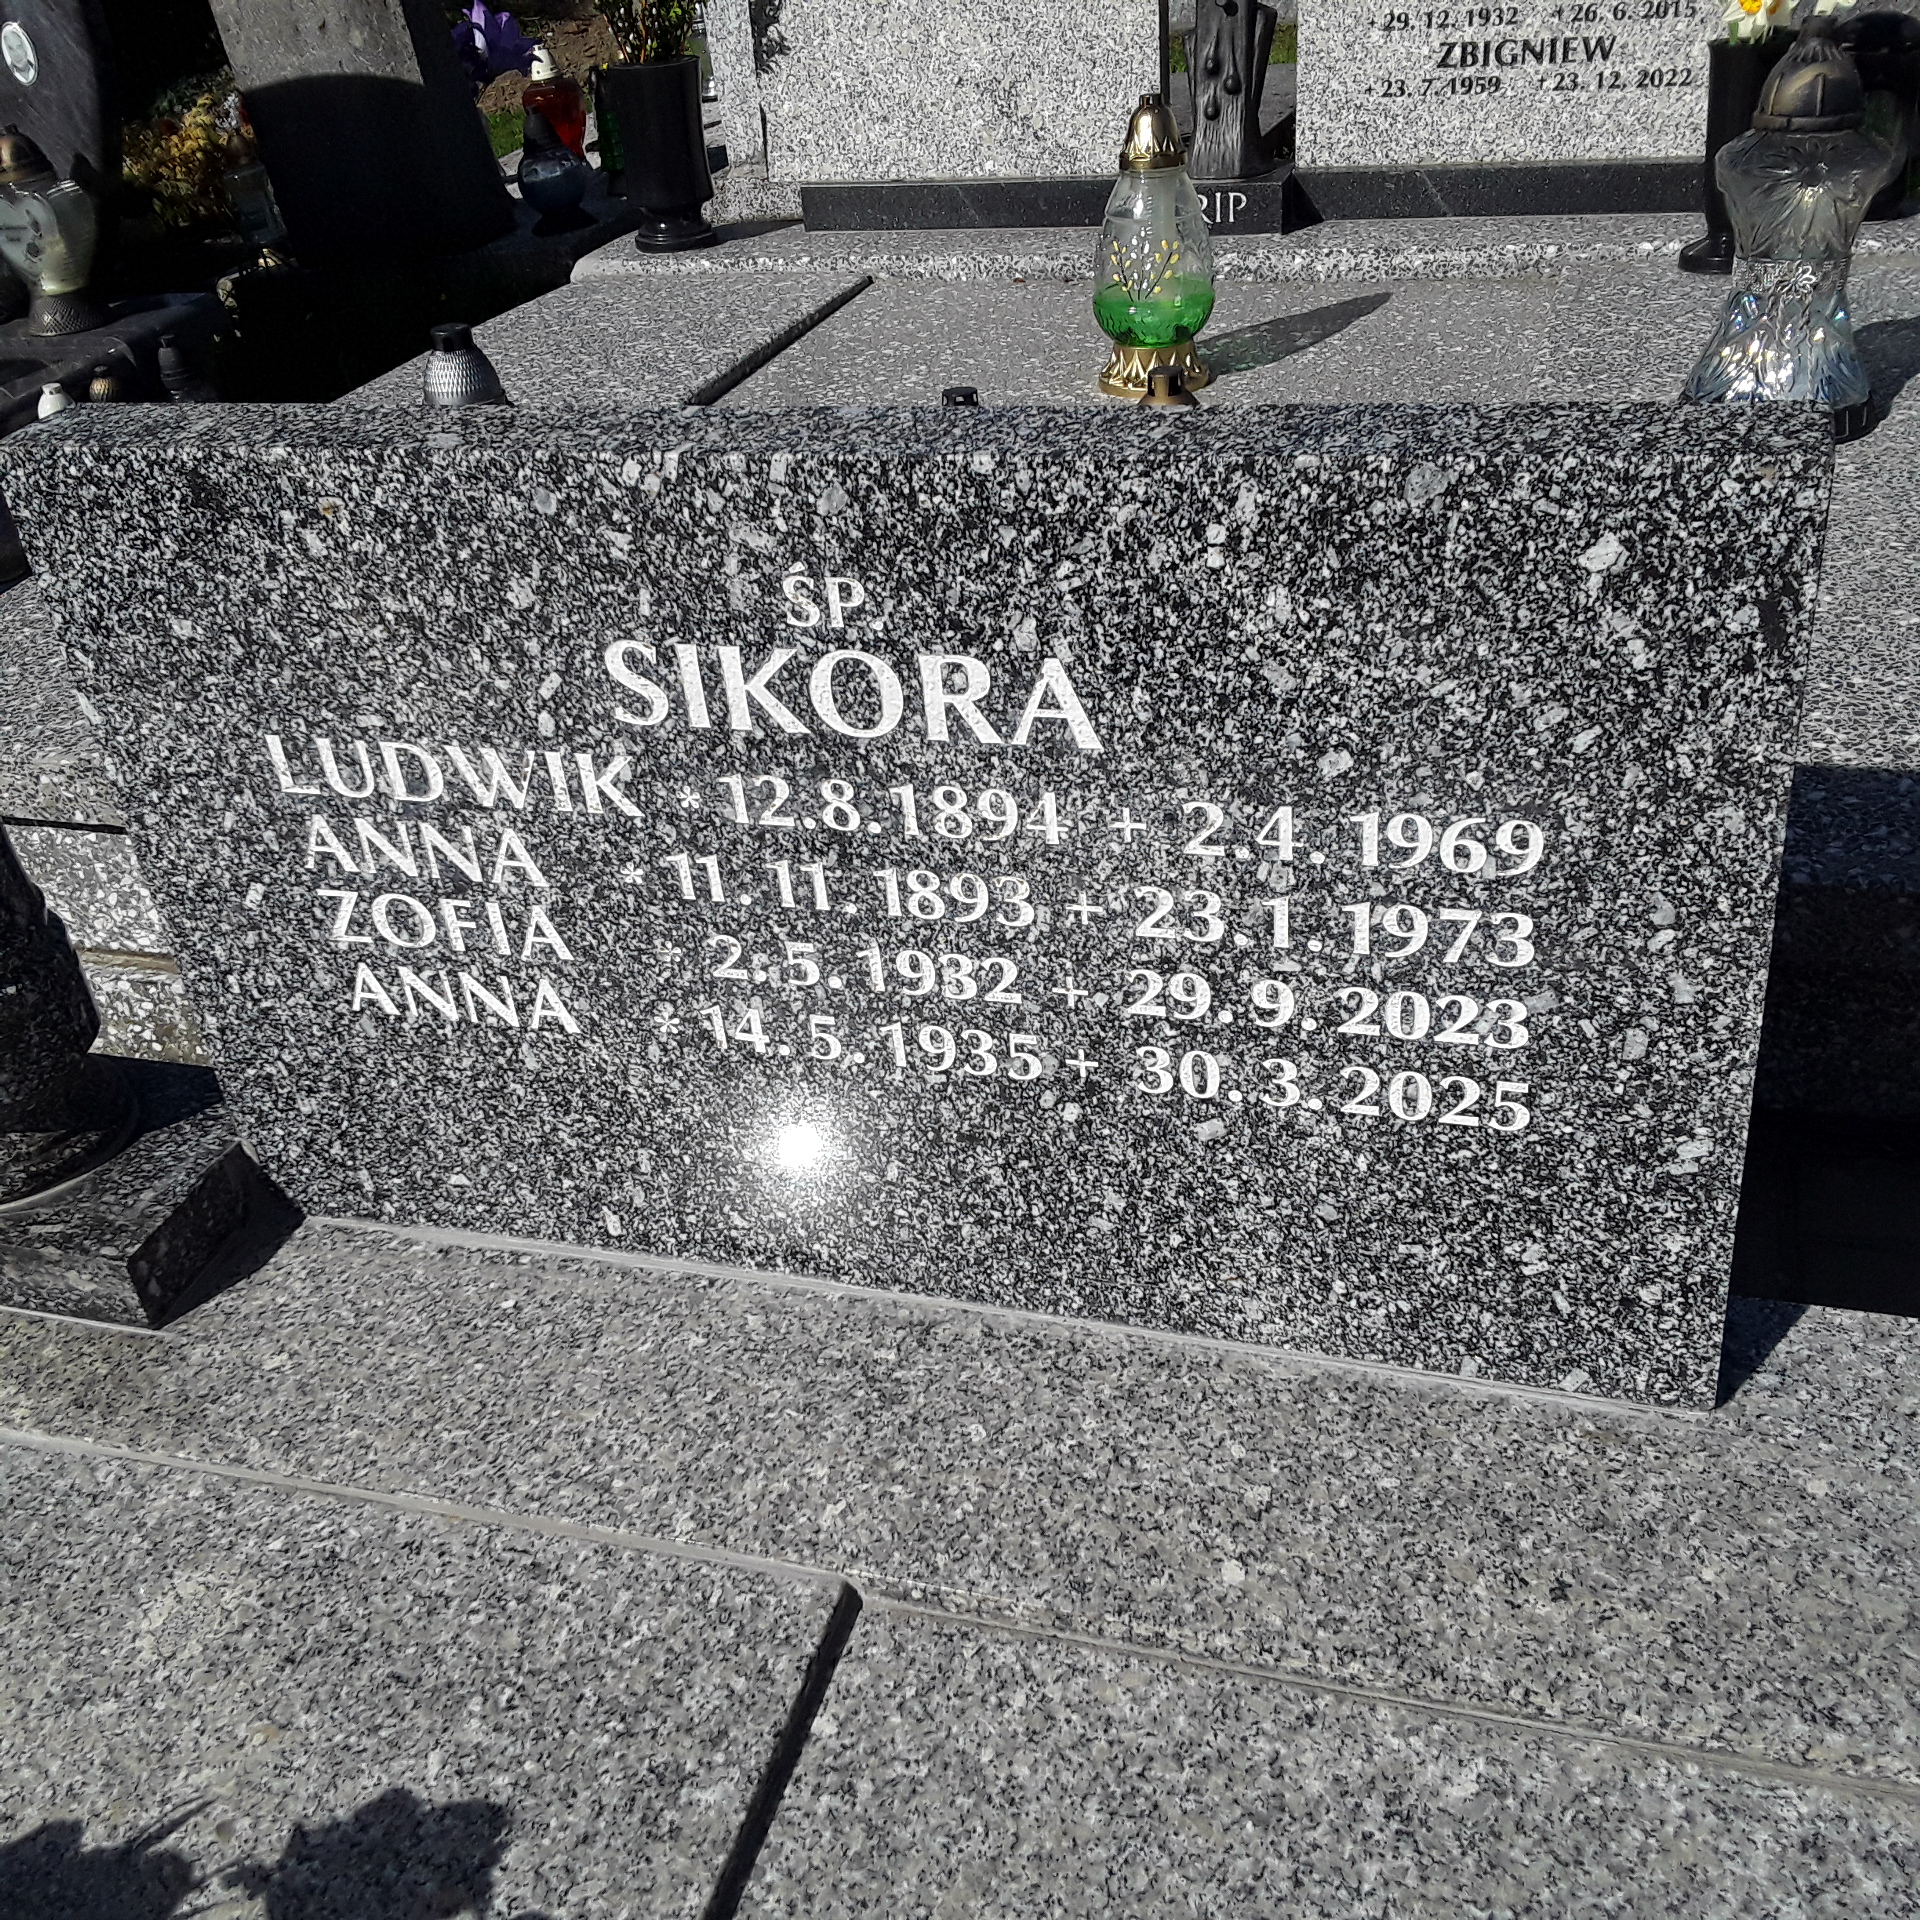 +29.12.1932 +26.6.2015
ZBIGNIEW
+23.7.1959 +23.12.2022
RIP
ŚP.
SIKORA
LUDWIK * 12.8.1894 + 2.4.1969
ANNA * 11.11.1893 + 23.1.1973
ZOFIA * 2.5.1932 + 29.9.2023
ANNA * 14.5.1935 + 30.3.2025